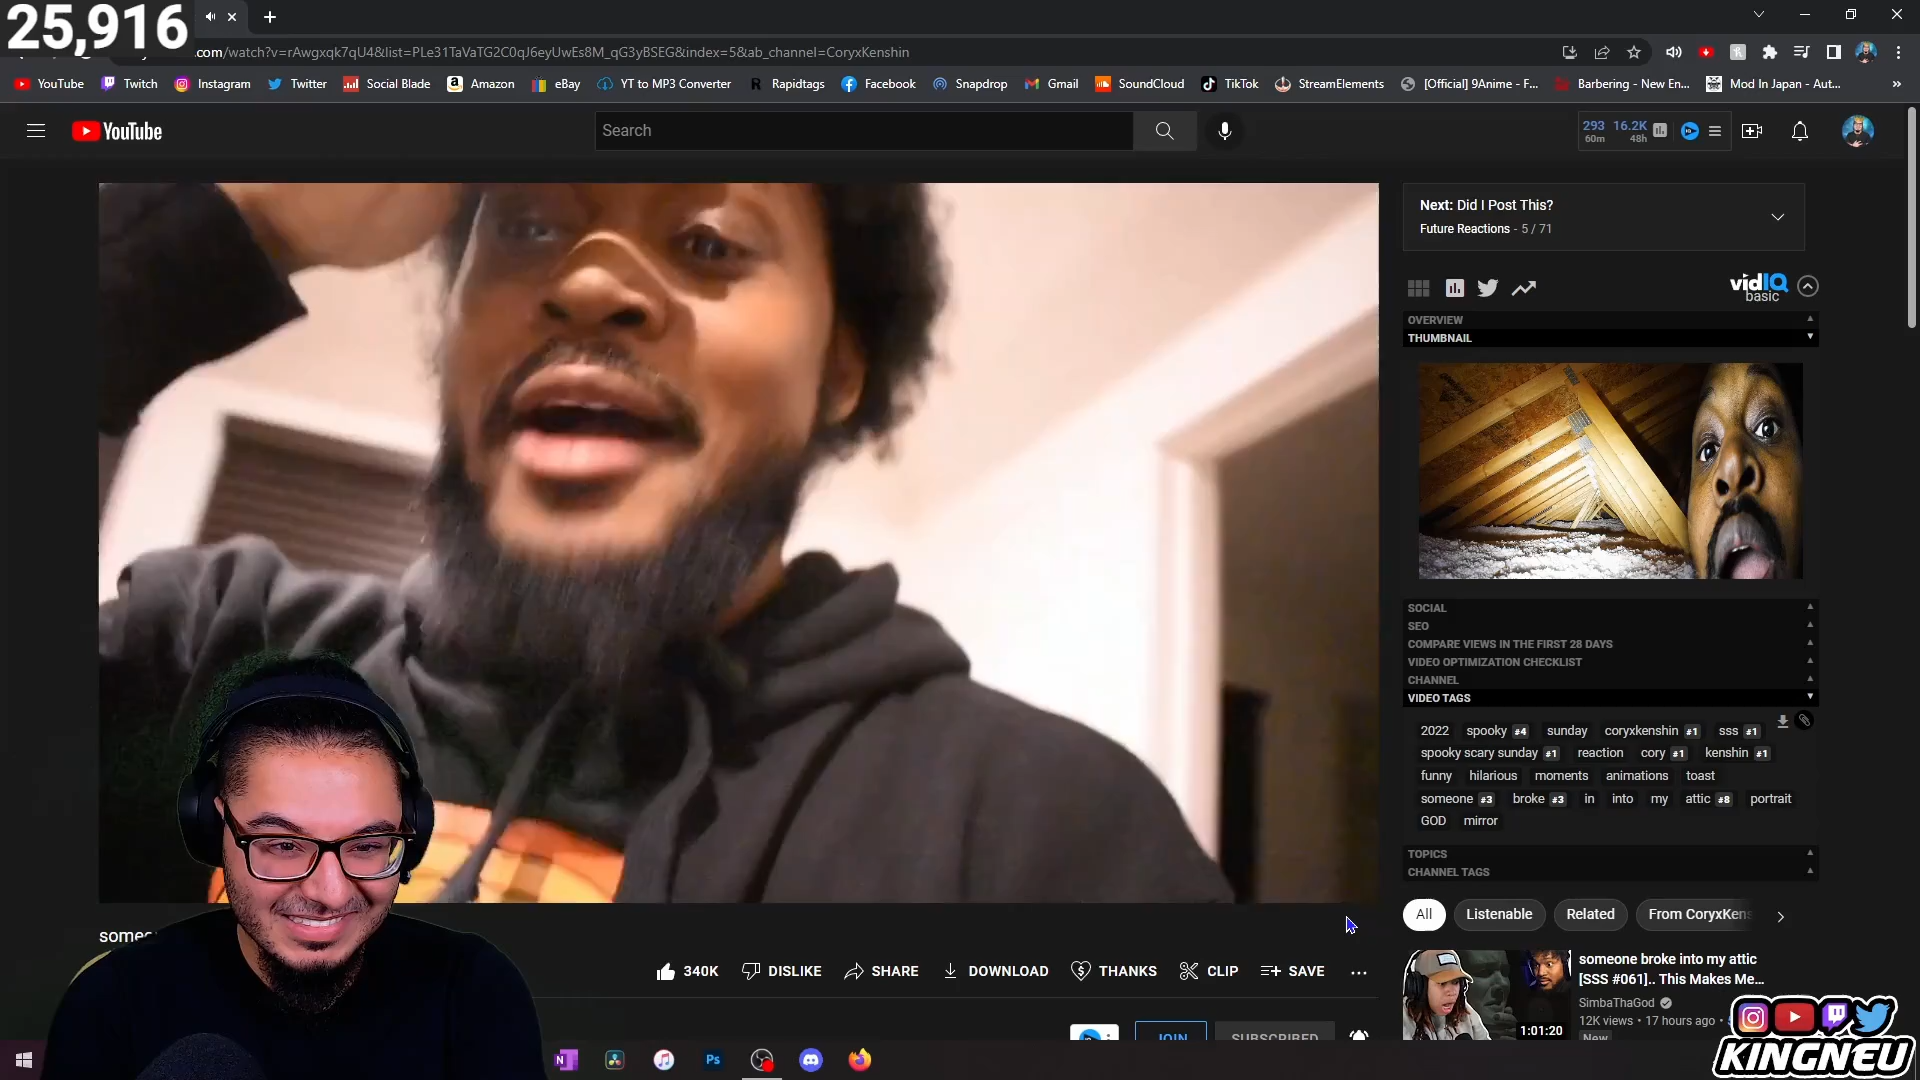 25,916
.com/watch?v=rAwgxqk7qU4&list=PLe31TaVaTG2C0qJ6eyUwEs8M_qG3yBSEG&index=5&ab_channel=CoryxKenshin
YouTube Twitch Instagram Twitter Social Blade Amazon eBay YT to MP3 Converter Rapidtags Facebook Snapdrop Gmail SoundCloud TikTok StreamElements [Official] 9Anime - F... Barbering - New En... Mod In Japan - Aut... »
YouTube
Search
293 16.2K
60m 48h
Next: Did I Post This?
Future Reactions - 5 / 71
vidIQ
basic
OVERVIEW
THUMBNAIL
SOCIAL
SEO
COMPARE VIEWS IN THE FIRST 28 DAYS
VIDEO OPTIMIZATION CHECKLIST
CHANNEL
VIDEO TAGS
2022 spooky #4 sunday coryxkenshin #1 sss #1
spooky scary sunday #1 reaction cory #1 kenshin #1
funny hilarious moments animations toast
someone #3 broke #3 in into my attic #8 portrait
GOD mirror
TOPICS
CHANNEL TAGS
All Listenable Related From CoryxKens
340K DISLIKE SHARE DOWNLOAD THANKS CLIP SAVE ...
JOIN SUBSCRIBED
someone broke into my attic
[SSS #061].. This Makes Me...
SimbaThaGod
12K views • 17 hours ago •
New
1:01:20
N Ps
KINGNEU